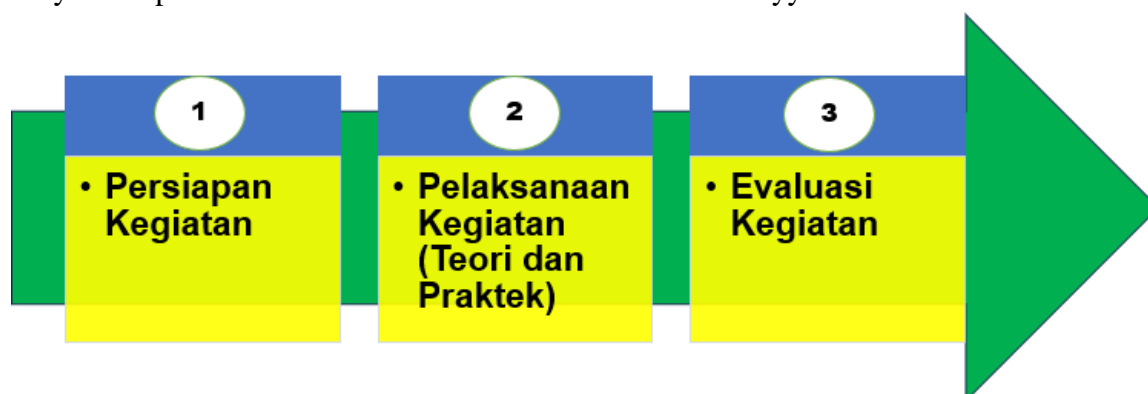 1
• Persiapan
Kegiatan
2
• Pelaksanaan
Kegiatan
(Teori dan
Praktek)
3
• Evaluasi
Kegiatan